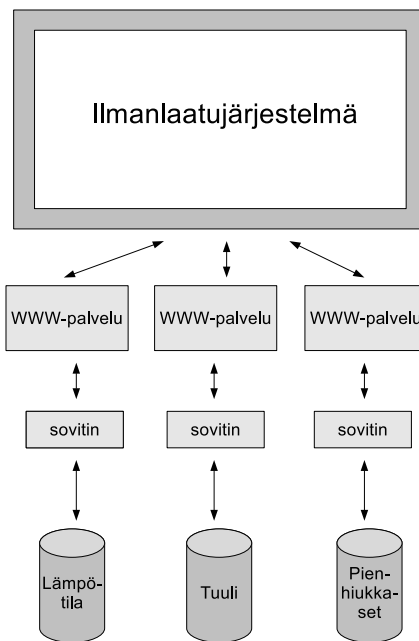 Ilmanlaatujärjestelmä
WWW-palvelu
WWW-palvelu
WWW-palvelu
sovitin
sovitin
sovitin
Lämpö-
tila
Tuuli
Pien-
hiukka-
set